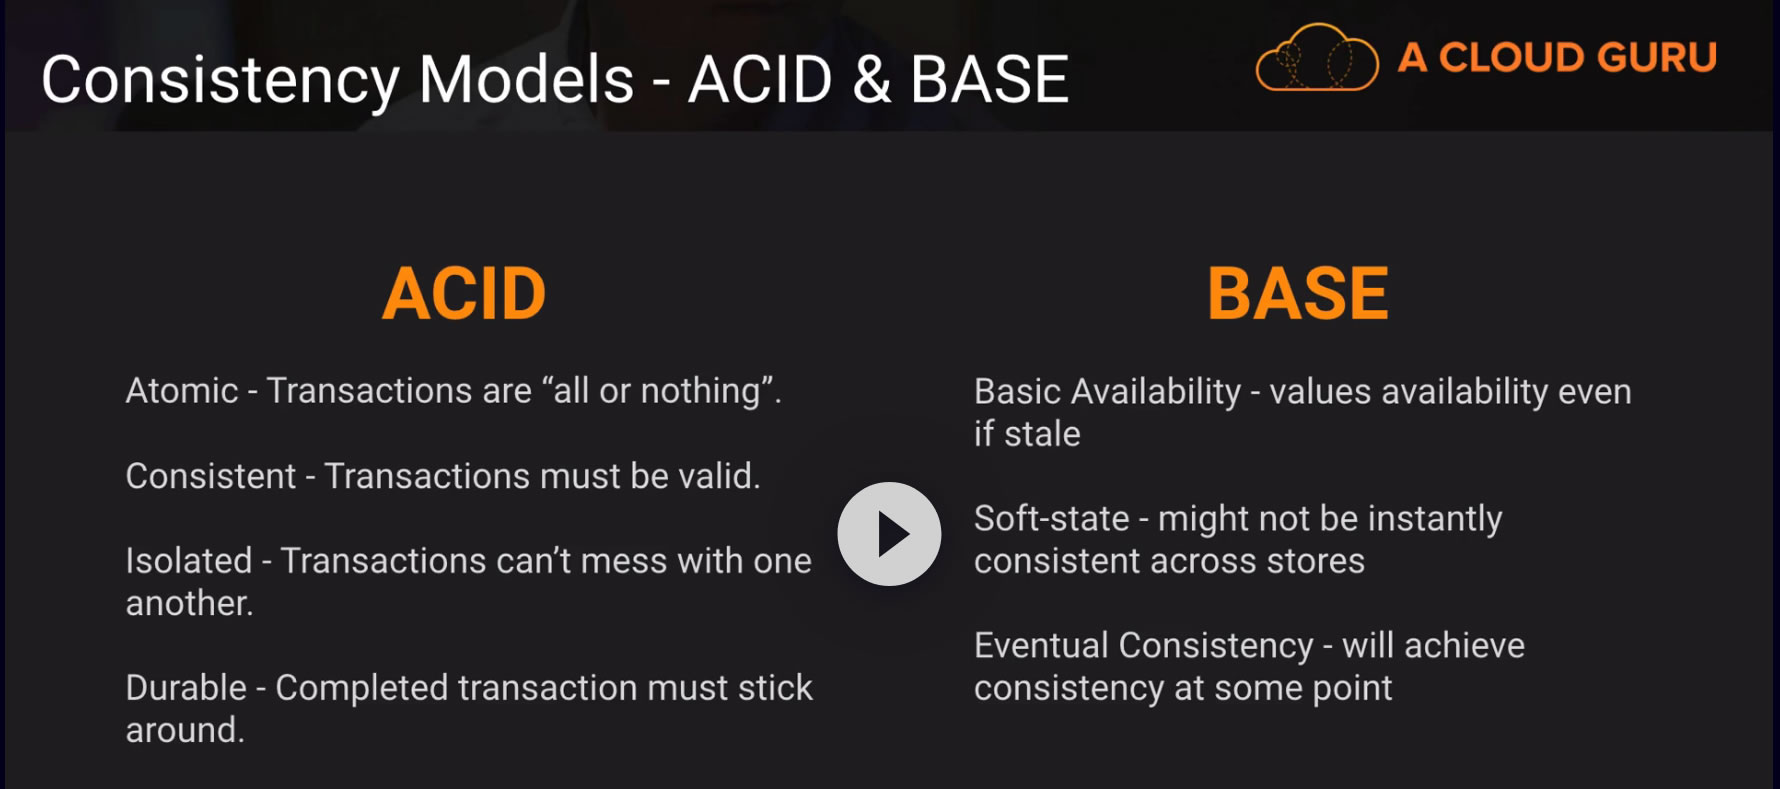 Consistency Models - ACID & BASE
A CLOUD GURU
ACID
Atomic - Transactions are “all or nothing”.
Consistent - Transactions must be valid.
Isolated - Transactions can’t mess with one
another.
Durable - Completed transaction must stick
around.
BASE
Basic Availability - values availability even
if stale
Soft-state - might not be instantly
consistent across stores
Eventual Consistency - will achieve
consistency at some point